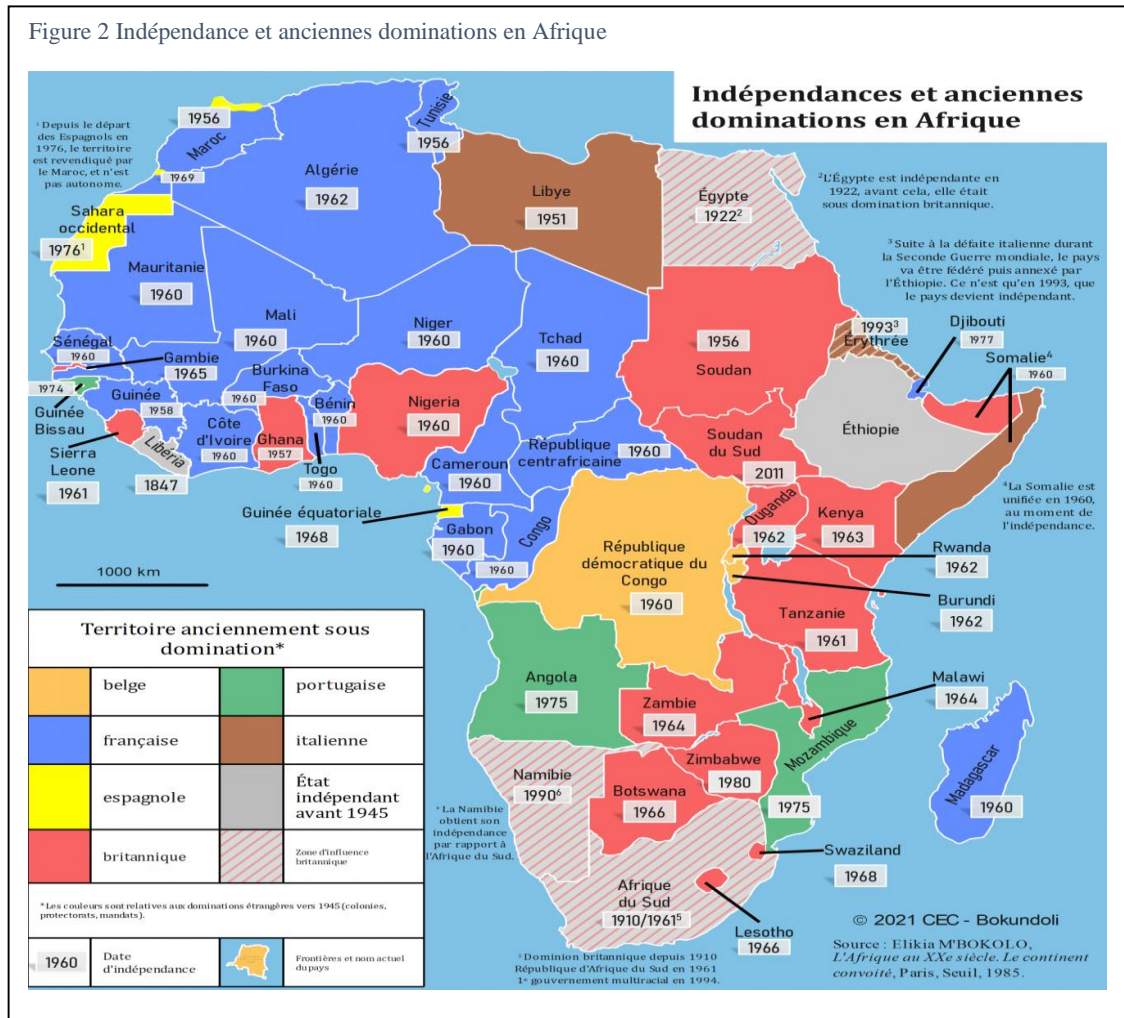 Figure 2 Indépendance et anciennes dominations en Afrique
Indépendances et anciennes
dominations en Afrique
¹ Depuis le départ
des Espagnols en
1976, le territoire
est revendiqué par
le Maroc, et n'est
pas autonome.
1956
Maroc
1969
Sahara
occidental
1976¹
Algérie
1962
Tunisie
1956
Libye
1951
Égypte
1922²
²L'Égypte est indépendante en
1922, avant cela, elle était
sous domination britannique.
³ Suite à la défaite italienne durant
la Seconde Guerre mondiale, le pays
va être fédéré puis annexé par
l'Éthiopie. Ce n'est qu'en 1993, que
le pays devient indépendant.
Mauritanie
1960
Mali
1960
Niger
1960
Tchad
1960
1956
Soudan
1993³
Érythrée
Djibouti
1977
Somalie⁴
1960
Sénégal
1960
Gambie
1965
1974
Guinée
Bissau
Guinée
1958
Sierra
Leone
1961
Libéria
1847
Burkina
Faso
1960
Côte
d'Ivoire
1960
Ghana
1957
Togo
1960
Bénin
1960
Nigeria
1960
Cameroun
1960
République
centrafricaine
1960
Soudan
du Sud
2011
Éthiopie
⁴La Somalie est
unifiée en 1960,
au moment de
l'indépendance.
Guinée équatoriale
1968
Gabon
1960
Congo
1960
République
démocratique du
Congo
1960
Ouganda
1962
Kenya
1963
Rwanda
1962
Burundi
1962
Tanzanie
1961
1000 km
Angola
1975
Zambie
1964
Malawi
1964
Mozambique
1975
Madagascar
1960
Zimbabwe
1980
Namibie
1990⁶
Botswana
1966
⁶ La Namibie
obtient son
indépendance
par rapport à
l'Afrique du Sud.
Swaziland
1968
Afrique
du Sud
1910/1961⁵
Lesotho
1966
⁵ Dominion britannique depuis 1910
République d'Afrique du Sud en 1961
1ᵉ gouvernement multiracial en 1994.
Territoire anciennement sous
domination*
belge
portugaise
française
italienne
espagnole
État
indépendant
avant 1945
britannique
Zone d'influence
britannique
* Les couleurs sont relatives aux dominations étrangères vers 1945 (colonies,
protectorats, mandats).
1960
Date
d'indépendance
Frontières et nom actuel
du pays
© 2021 CEC - Bokundoli
Source : Elikia M'BOKOLO,
L'Afrique au XXe siècle. Le continent
convoité, Paris, Seuil, 1985.